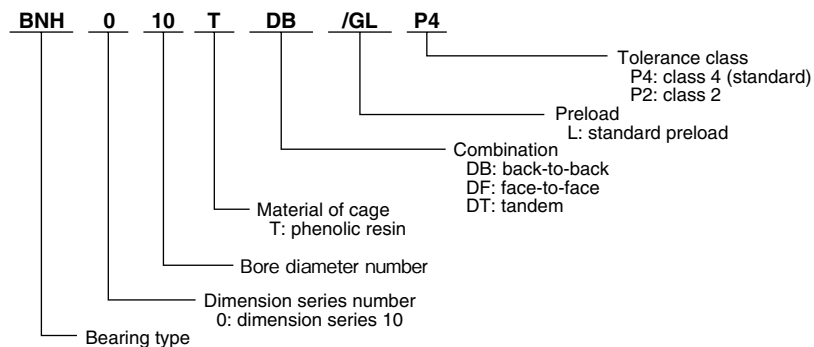 BNH 0 10 T DB /GL P4
Tolerance class
P4: class 4 (standard)
P2: class 2
Preload
L: standard preload
Combination
DB: back-to-back
DF: face-to-face
DT: tandem
Material of cage
T: phenolic resin
Bore diameter number
Dimension series number
0: dimension series 10
Bearing type